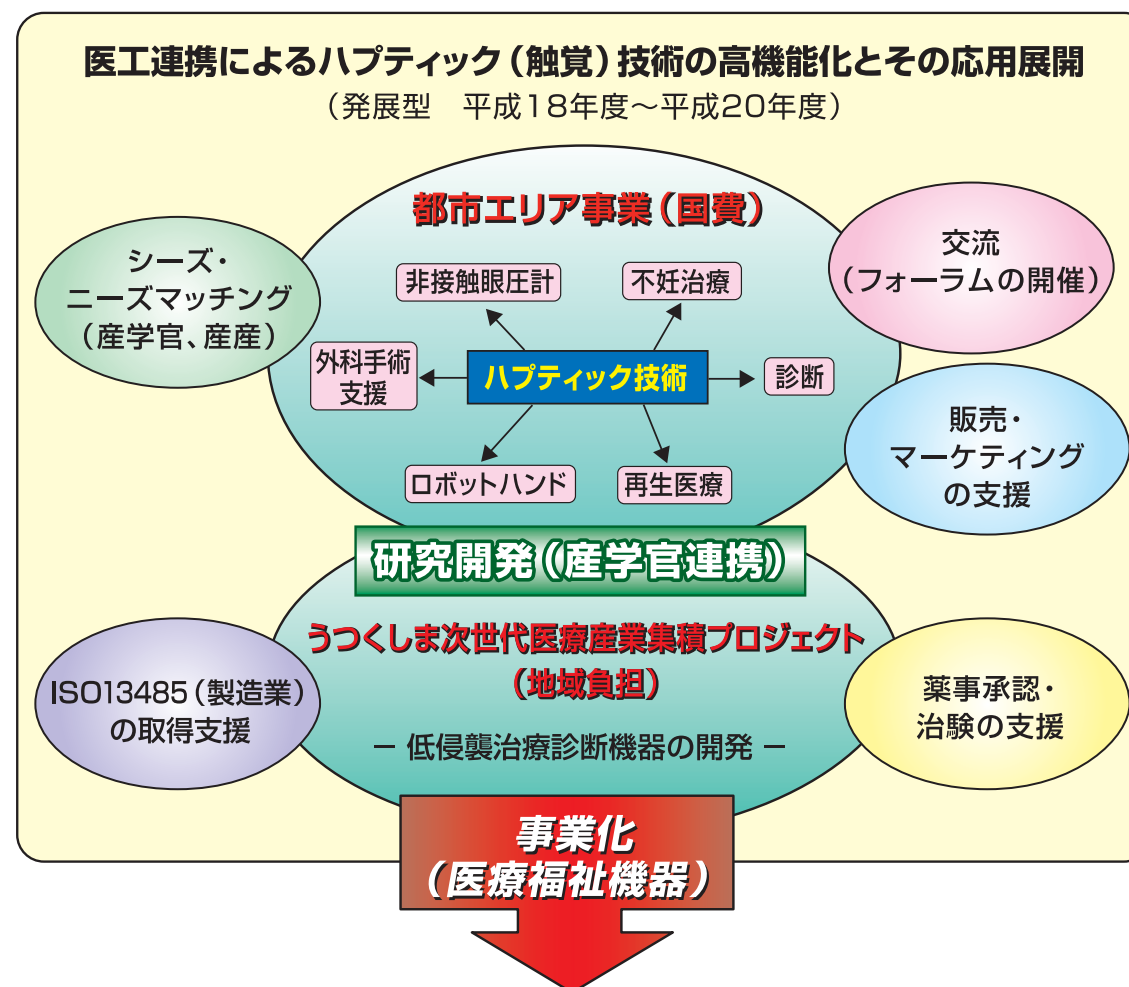 医工連携によるハプティック（触覚）技術の高機能化とその応用展開
（発展型　平成18年度～平成20年度）
都市エリア事業（国費）
シーズ・
ニーズマッチング
（産学官、産産）
交流
（フォーラムの開催）
非接触眼圧計
不妊治療
外科手術
支援
ハプティック技術
診断
ロボットハンド
再生医療
販売・
マーケティング
の支援
研究開発（産学官連携）
うつくしま次世代医療産業集積プロジェクト
（地域負担）
－ 低侵襲治療診断機器の開発 －
ISO13485（製造業）
の取得支援
薬事承認・
治験の支援
事業化
（医療福祉機器）